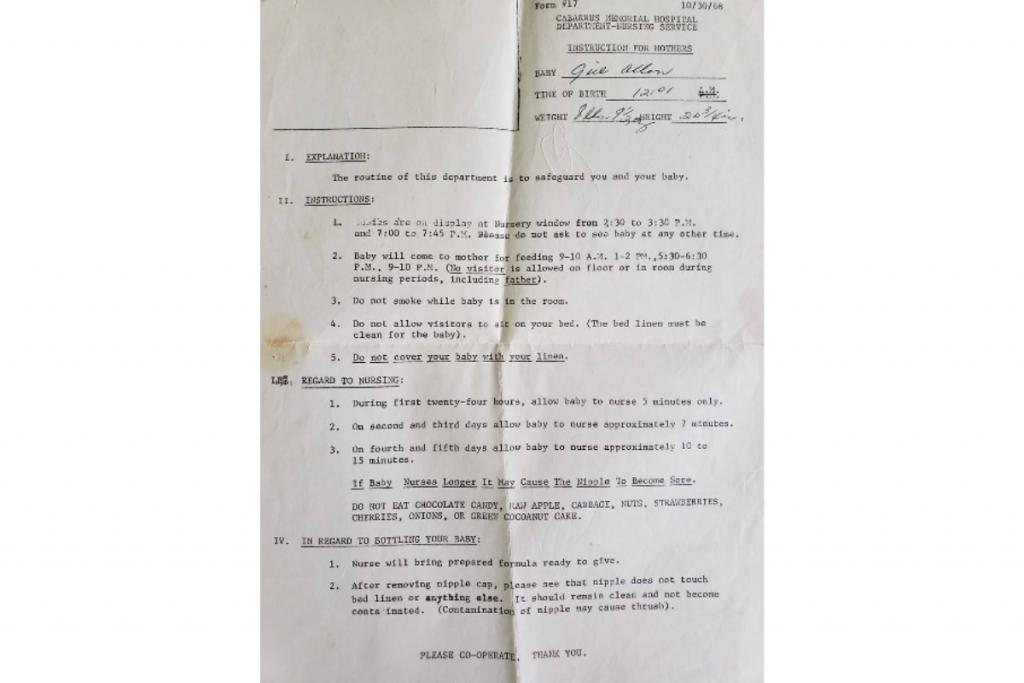 Form #17 10/30/68
CABARRUS MEMORIAL HOSPITAL
DEPARTMENT-NURSING SERVICE
INSTRUCTION FOR MOTHERS
BABY
TIME OF BIRTH 12:01
WEIGHT 8 lbs. HEIGHT 20 3/4 in.
I. EXPLANATION:
The routine of this department is to safeguard you and your baby.
II. INSTRUCTIONS:
1. are on display at Nursery window from 2:30 to 3:30 P.M.
and 7:00 to 7:45 P.M. Please do not ask to see baby at any other time.
2. Baby will come to mother for feeding 9-10 A.M. 1-2 PM.,5:30-6:30
P.M., 9-10 P.M. (No visitor is allowed on floor or in room during
nursing periods, including father).
3. Do not smoke while baby is in the room.
4. Do not allow visitors to sit on your bed. (The bed linen must be
clean for the baby).
5. Do not cover your baby with your linen.
REGARD TO NURSING:
1. During first twenty-four hours, allow baby to nurse 5 minutes only.
2. On second and third days allow baby to nurse approximately 7 minutes.
3. On fourth and fifth days allow baby to nurse approximately 10 to
15 minutes.
If Baby Nurses Longer It May Cause The Nipple To Become Sore.
DO NOT EAT CHOCOLATE CANDY, RAW APPLE, CABBAGE, NUTS, STRAWBERRIES,
CHERRIES, ONIONS, OR GREEN COCOANUT CAKE.
IV. IN REGARD TO BOTTLING YOUR BABY:
1. Nurse will bring prepared formula ready to give.
2. After removing nipple cap, please see that nipple does not touch
bed linen or anything else. It should remain clean and not become
contaminated. (Contamination of nipple may cause thrush).
PLEASE CO-OPERATE. THANK YOU.